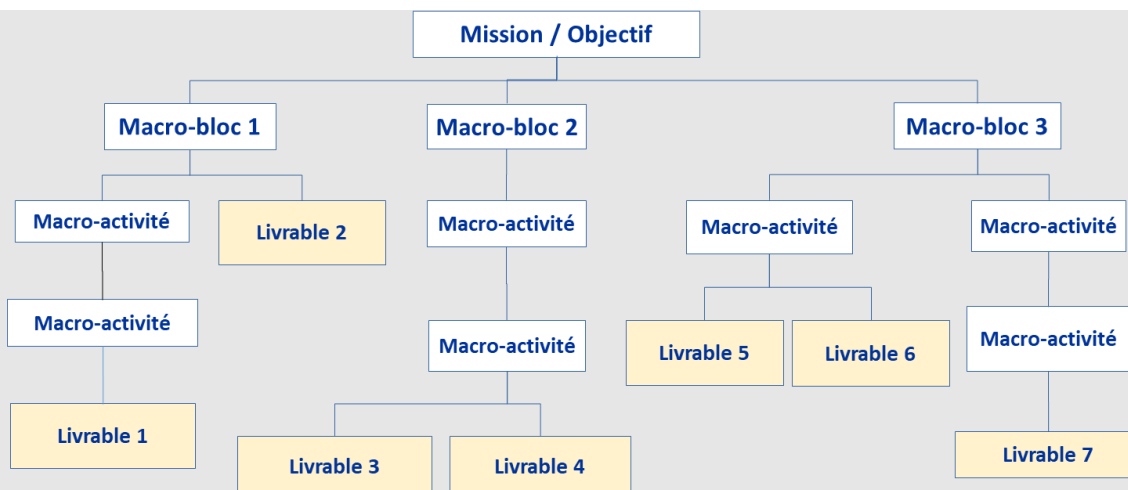 Mission / Objectif
Macro-bloc 1
Macro-bloc 2
Macro-bloc 3
Macro-activité
Livrable 2
Macro-activité
Macro-activité
Macro-activité
Macro-activité
Macro-activité
Macro-activité
Livrable 5
Livrable 6
Livrable 1
Livrable 3
Livrable 4
Livrable 7